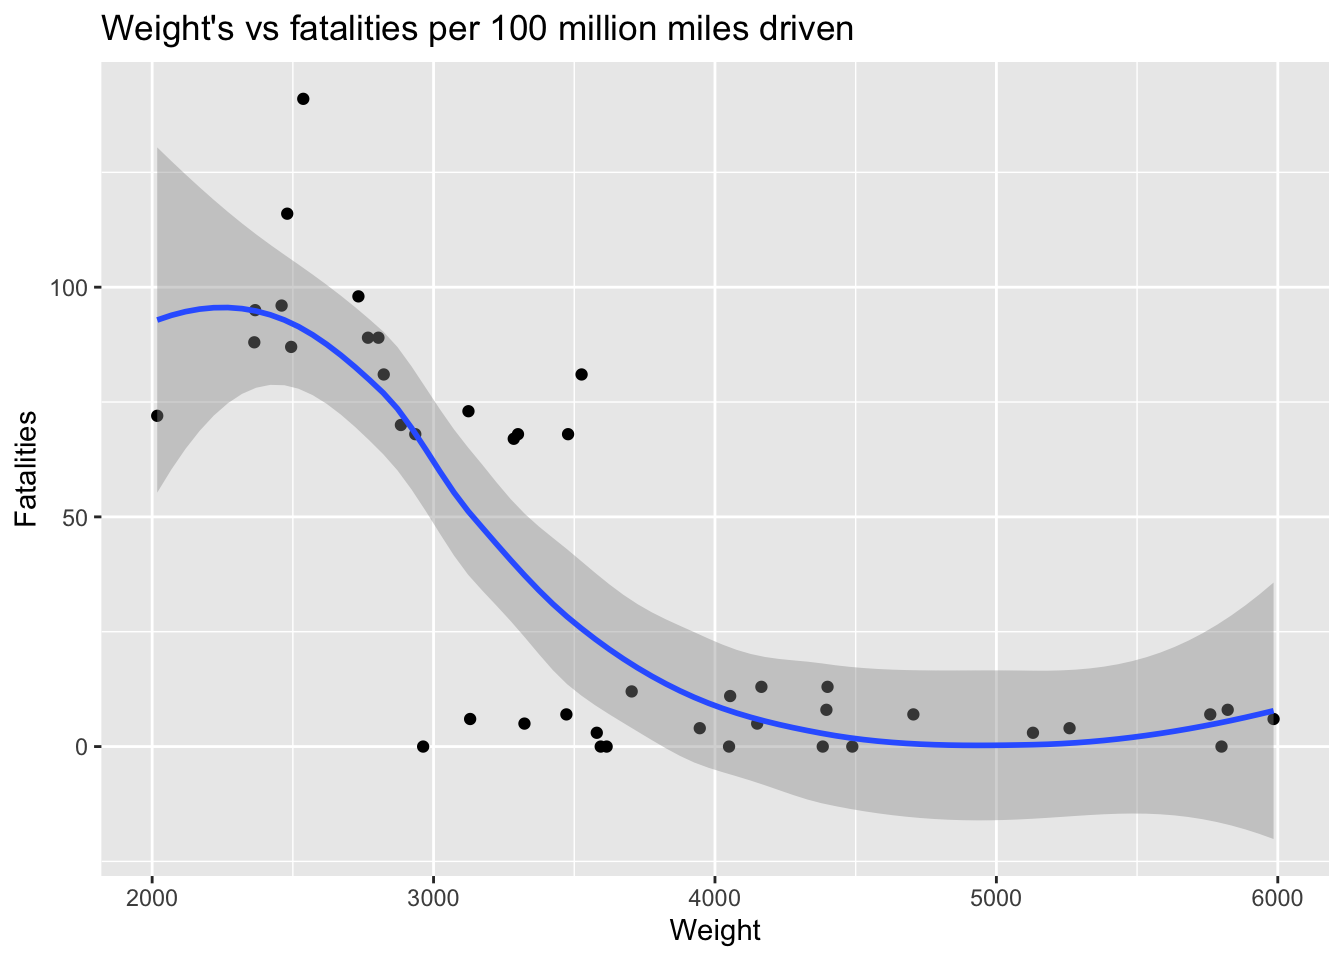 Weight's vs fatalities per 100 million miles driven
100
50
0
Fatalities
2000 3000 4000 5000 6000
Weight